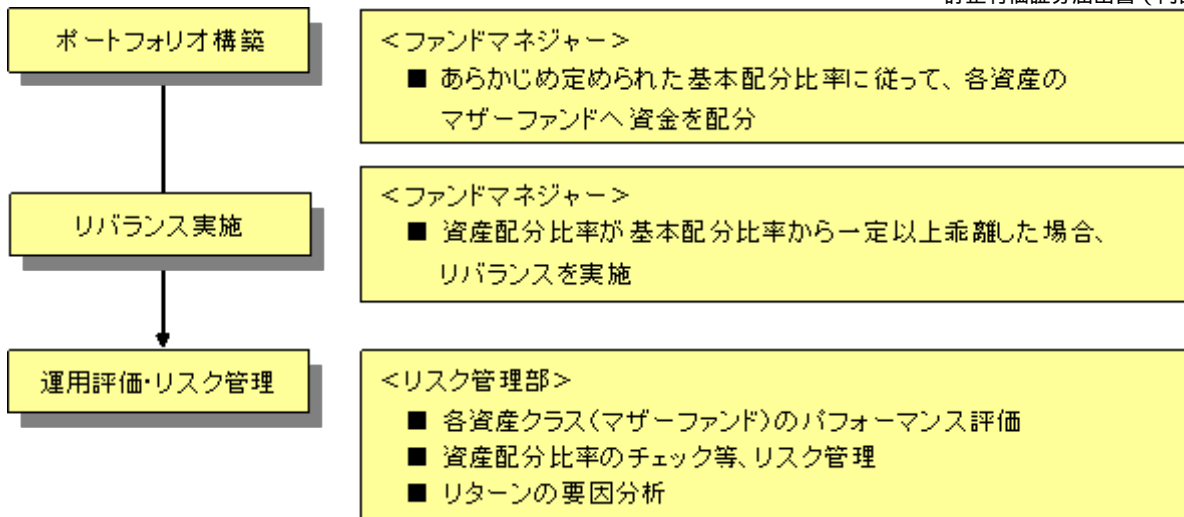 ポートフォリオ構築
<ファンドマネジャー>
■ あらかじめ定められた基本配分比率に従って、各資産の
マザーファンドへ資金を配分
リバランス実施
<ファンドマネジャー>
■ 資産配分比率が基本配分比率から一定以上乖離した場合、
リバランスを実施
運用評価・リスク管理
<リスク管理部>
■ 各資産クラス(マザーファンド)のパフォーマンス評価
■ 資産配分比率のチェック等、リスク管理
■ リターンの要因分析